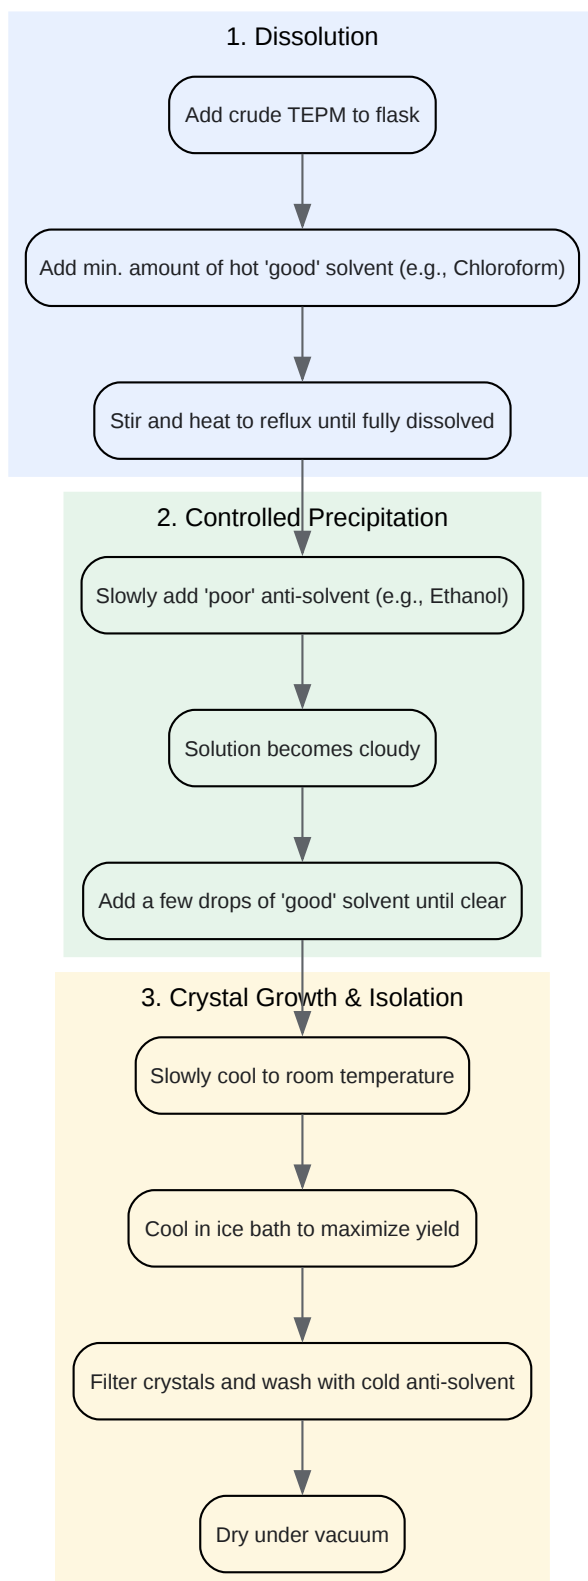 1. Dissolution
Add crude TEPM to flask
Add min. amount of hot 'good' solvent (e.g., Chloroform)
Stir and heat to reflux until fully dissolved
2. Controlled Precipitation
Slowly add 'poor' anti-solvent (e.g., Ethanol)
Solution becomes cloudy
Add a few drops of 'good' solvent until clear
3. Crystal Growth & Isolation
Slowly cool to room temperature
Cool in ice bath to maximize yield
Filter crystals and wash with cold anti-solvent
Dry under vacuum